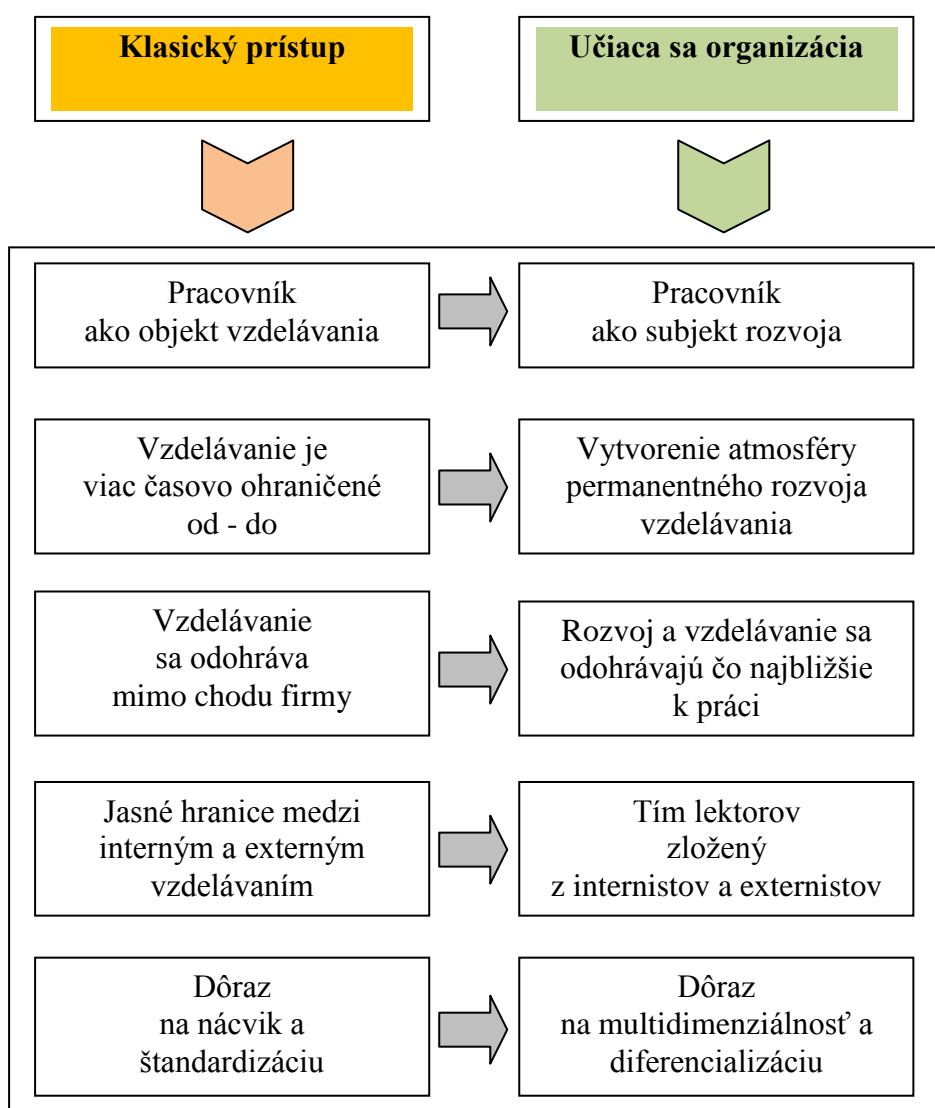 Klasický prístup
Učiaca sa organizácia
Pracovník
ako objekt vzdelávania
Pracovník
ako subjekt rozvoja
Vzdelávanie je
viac časovo ohraničené
od - do
Vytvorenie atmosféry
permanentného rozvoja
vzdelávania
Vzdelávanie
sa odohráva
mimo chodu firmy
Rozvoj a vzdelávanie sa
odohrávajú čo najbližšie
k práci
Jasné hranice medzi
interným a externým
vzdelávaním
Tím lektorov
zložený
z internistov a externistov
Dôraz
na nácvik a
štandardizáciu
Dôraz
na multidimenziálnosť a
diferencializáciu